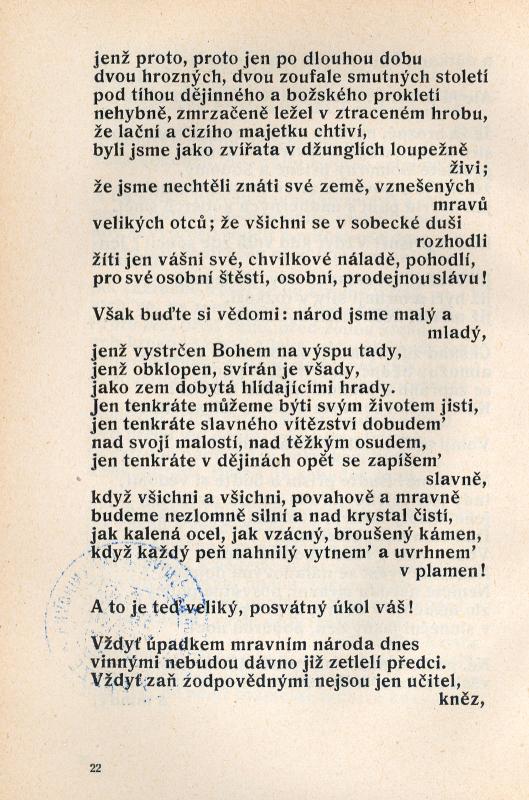 jenž proto, proto jen po dlouhou dobu
dvou hrozných, dvou zoufale smutných století
pod tíhou dějinného a božského prokletí
nehybně, zmrzačeně ležel v ztraceném hrobu,
že lační a cizího majetku chtiví,
byli jsme jako zvířata v džunglích loupežně
živi;
že jsme nechtěli znáti své země, vznešených
mravů
velikých otců; že všichni se v sobecké duši
rozhodli
žíti jen vášni své, chvilkové náladě, pohodlí,
pro své osobní štěstí, osobní, prodejnou slávu!
Však buďte si vědomi: národ jsme malý a
mladý,
jenž vystrčen Bohem na výspu tady,
jenž obklopen, svírán je všady,
jako zem dobytá hlídajícími hrady.
Jen tenkráte můžeme býti svým životem jisti,
jen tenkráte slavného vítězství dobudem’
nad svojí malostí, nad těžkým osudem,
jen tenkráte v dějinách opět se zapíšem’
slavně,
když všichni a všichni, povahově a mravně
budeme nezlomně silní a nad krystal čistí,
jak kalená ocel, jak vzácný, broušený kámen,
když každý peň nahnilý vytnem’ a uvrhnem’
v plamen!
A to je teď veliký, posvátný úkol váš!
Vždyť úpadkem mravním národa dnes
vinnými nebudou dávno již zetlelí předci.
Vždyť zaň zodpovědnými nejsou jen učitel,
kněz,
22